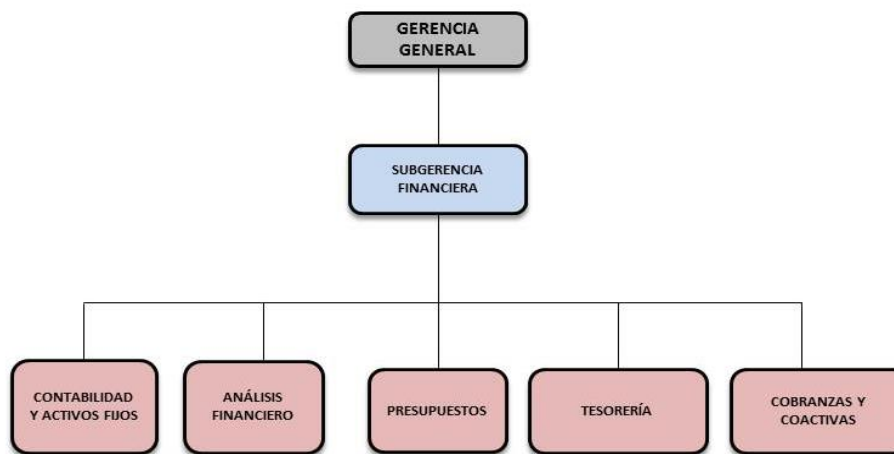 GERENCIA
GENERAL
SUBGERENCIA
FINANCIERA
CONTABILIDAD
Y ACTIVOS FIJOS
ANÁLISIS
FINANCIERO
PRESUPUESTOS
TESORERÍA
COBRANZAS Y
COACTIVAS